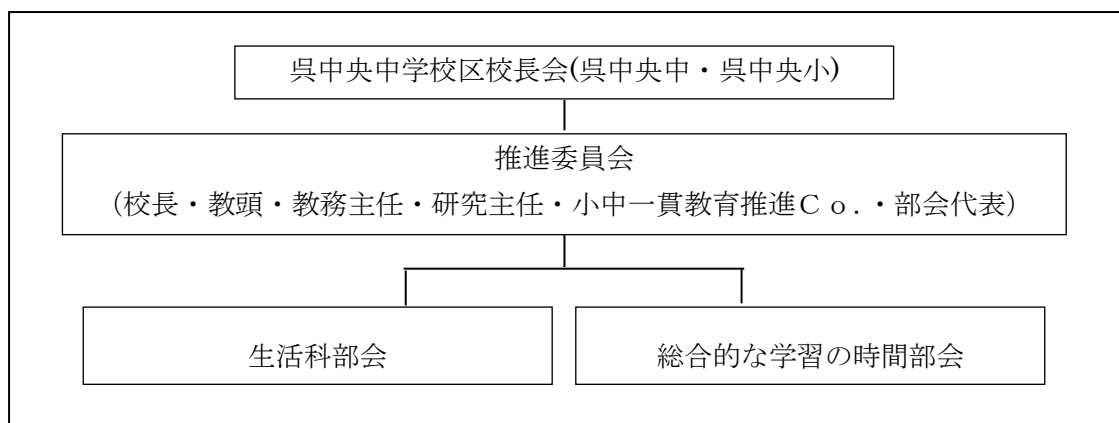 呉中央中学校区校長会(呉中央中・呉中央小)
推進委員会
（校長・教頭・教務主任・研究主任・小中一貫教育推進Ｃｏ．・部会代表）
生活科部会
総合的な学習の時間部会